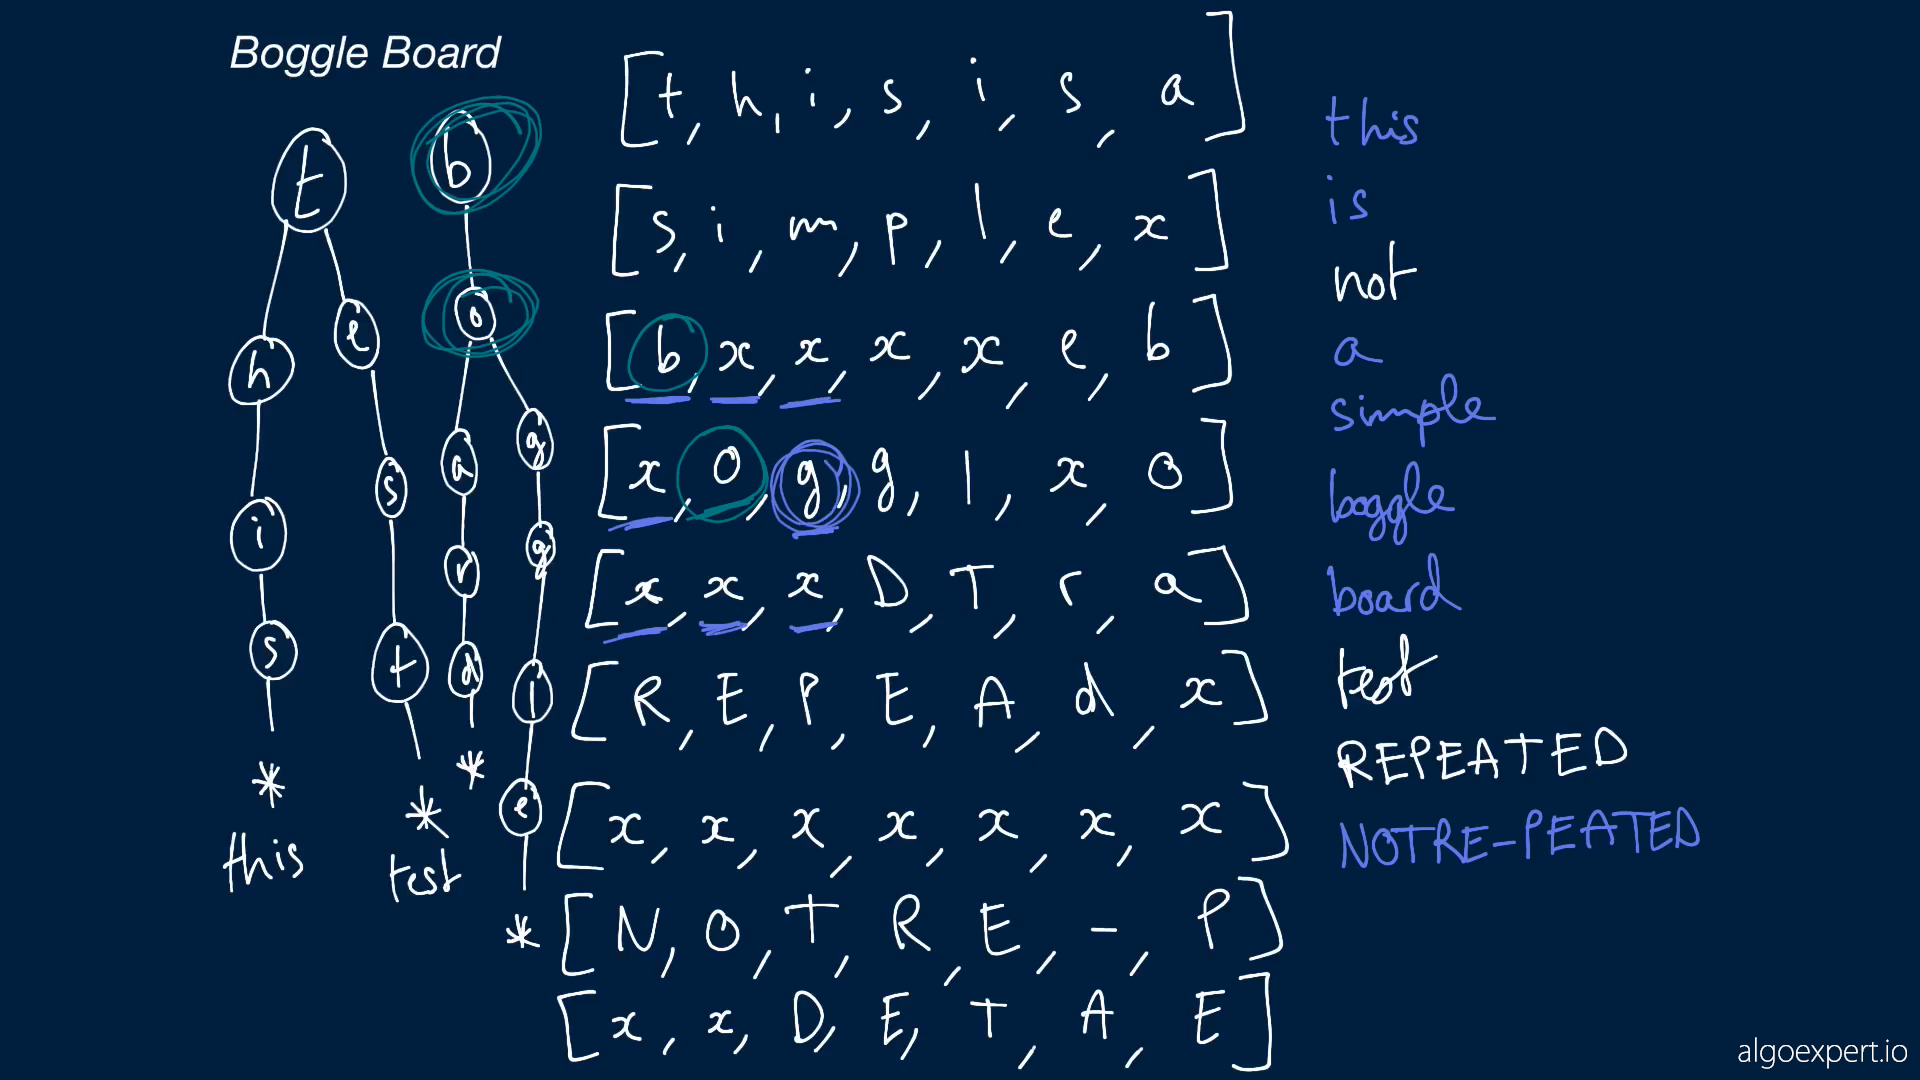 Boggle Board
[t, h, i, s, i, s, a]
[s, i, m, p, l, e, x]
[b, x, x, x, x, e, b]
[x, o, g, g, l, x, o]
[x, x, x, D, T, r, a]
[R, E, P, E, A, d, x]
[x, x, x, x, x, x, x]
[N, O, T, R, E, -, P]
[x, x, D, E, T, A, E]
t
h
i
s
*
this
e
s
t
*
test
b
o
a
r
d
*
g
g
l
e
*
this
is
not
a
simple
boggle
board
test
REPEATED
NOTRE-PEATED
algoexpert.io